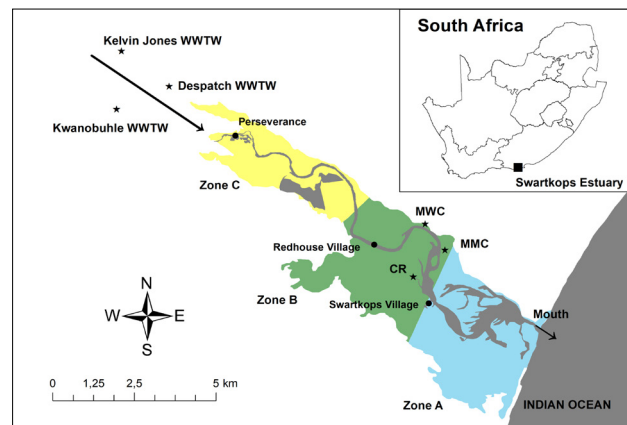 Kelvin Jones WWTW
Despatch WWTW
Kwanobuhle WWTW
Perseverance
Zone C
South Africa
Swartkops Estuary
MWC
MMC
Redhouse Village
CR
Zone B
Swartkops Village
Mouth
N
W E
S
0 1,25 2,5 5 km
Zone A
INDIAN OCEAN